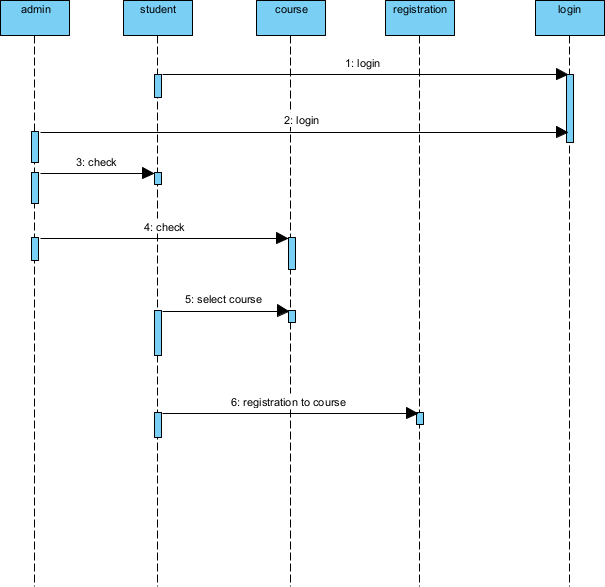 admin
student
course
registration
login
1: login
2: login
3: check
4: check
5: select course
6: registration to course